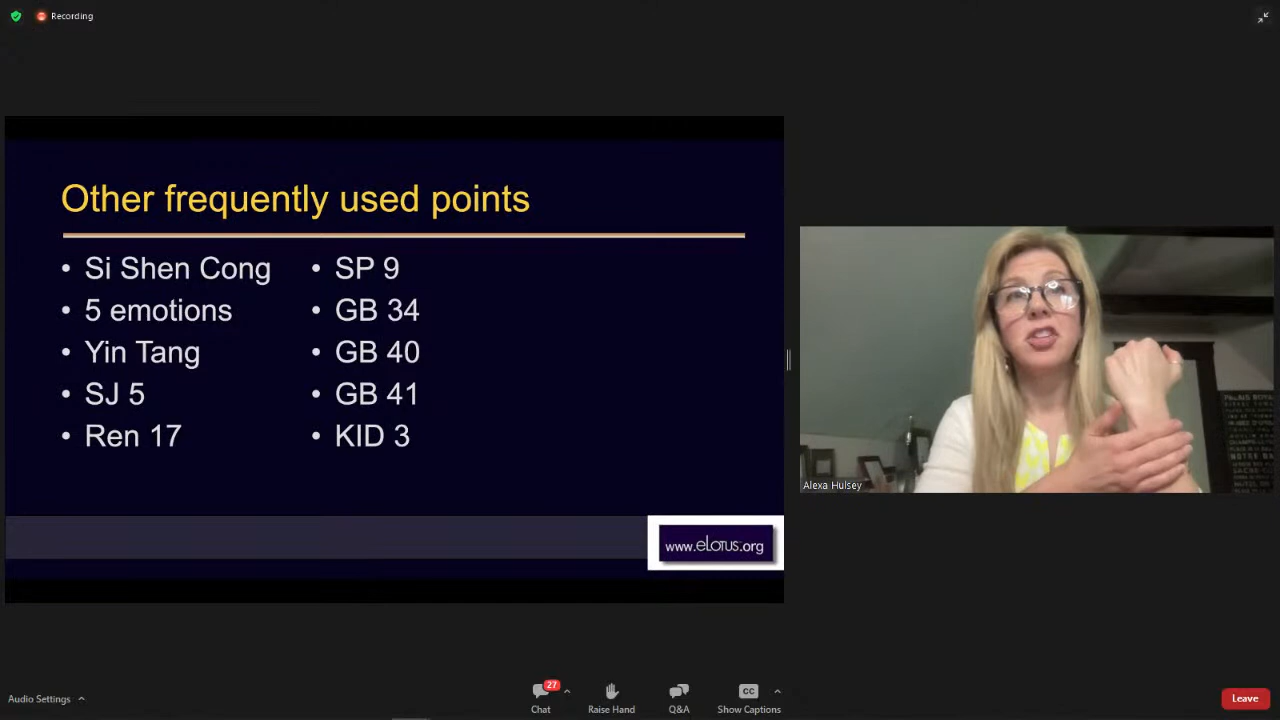 Recording
Other frequently used points
• Si Shen Cong
• 5 emotions
• Yin Tang
• SJ 5
• Ren 17
• SP 9
• GB 34
• GB 40
• GB 41
• KID 3
www.eLotus.org
Alexa Hulsey
NOTRE
Audio Settings
27
Chat
Raise Hand
Q&A
CC
Show Captions
Leave